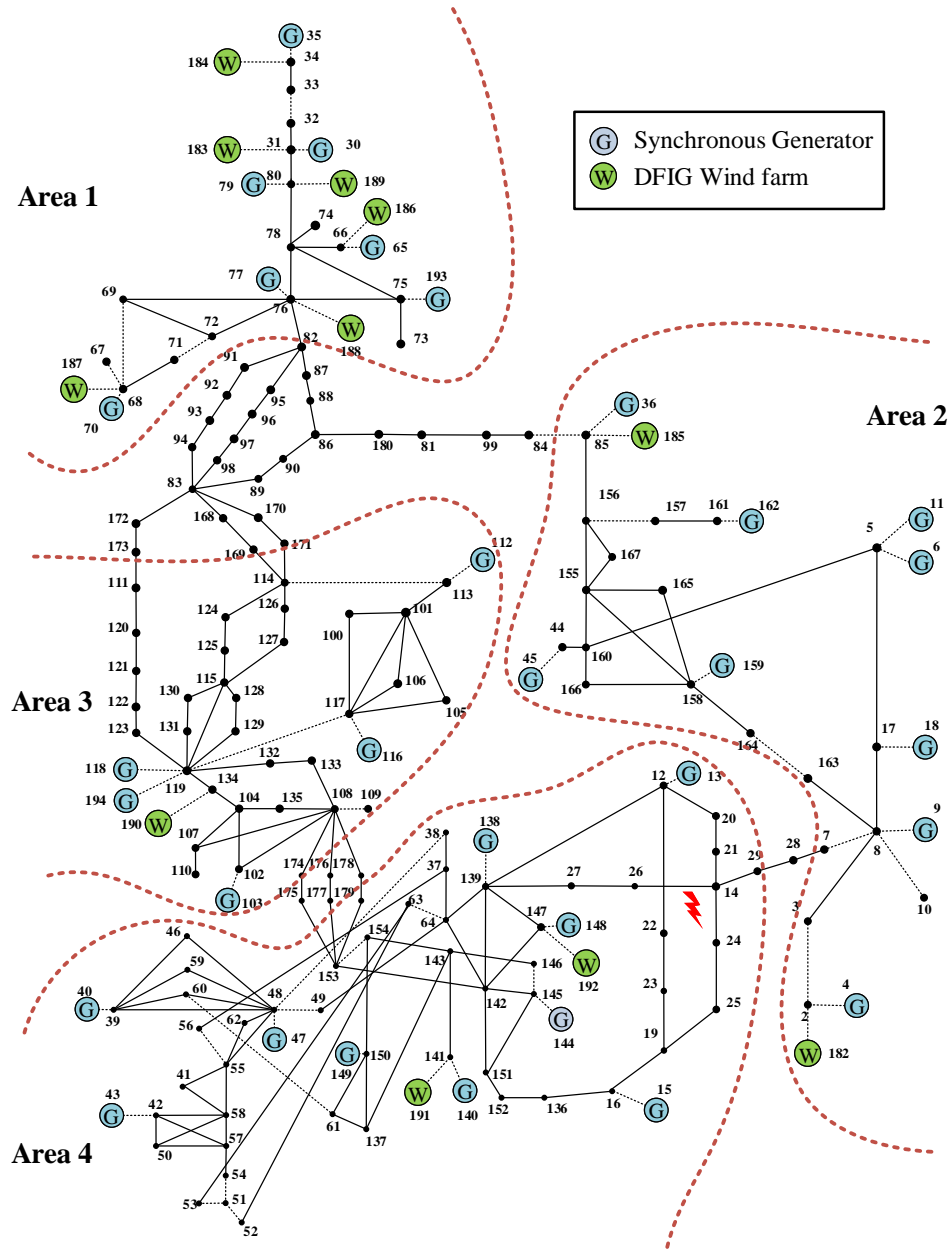 G 35
34
184 W
33
32
31
183 W G 30
80
79 G W 189
G Synchronous Generator
W DFIG Wind farm
Area 1
74 W 186
78 66 G 65
77 G 75 193 G
69 76
72 W 188 73
67 71
187 W 68
G 70
82
91 87
92 95 88
93 96
94 97 86 180 81 99 84 85
98 90
83 89
G 36
W 185
Area 2
156 157 161 G 162
167
155 165
44 160
45 G 166 158 G 159
164 163
5 G 11
G 6
17 G 18
8 G 9
10
7
28
29
3
2 4 G
W 182
172 168 170
173 169 171
111 114 112 G
113
124 126 100 101
120 125 127
121 115 106
122 130 128 117 105
123 131 129
Area 3
118 G 119 132 133 G 116
194 G 134
190 W 104 135 108 109
107
110 102
G 103
174 176 178
175 177 179
38
37
138 G
139 27 26 14
12 G 13
20
21
22 24
23 25
19
16 15 G
63 64
147 G 148
W 192
154 143 146
153 142 145
G 144
46
59
60 48 49
40 G 39
56 62 G 47
55
41
43 G 42 58
50 57
54
53 51
52
G 150
149
61 137
141
W 191 G 140
151
152 136
Area 4